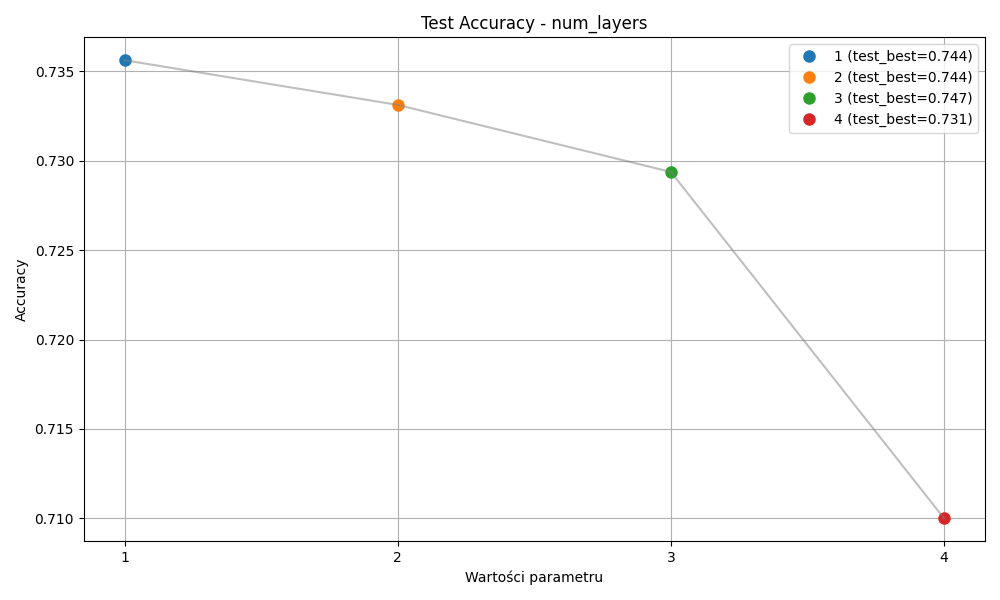 Test Accuracy - num_layers
1 (test_best=0.744)
2 (test_best=0.744)
3 (test_best=0.747)
4 (test_best=0.731)
Accuracy
0.735
0.730
0.725
0.720
0.715
0.710
1 2 3 4
Wartości parametru